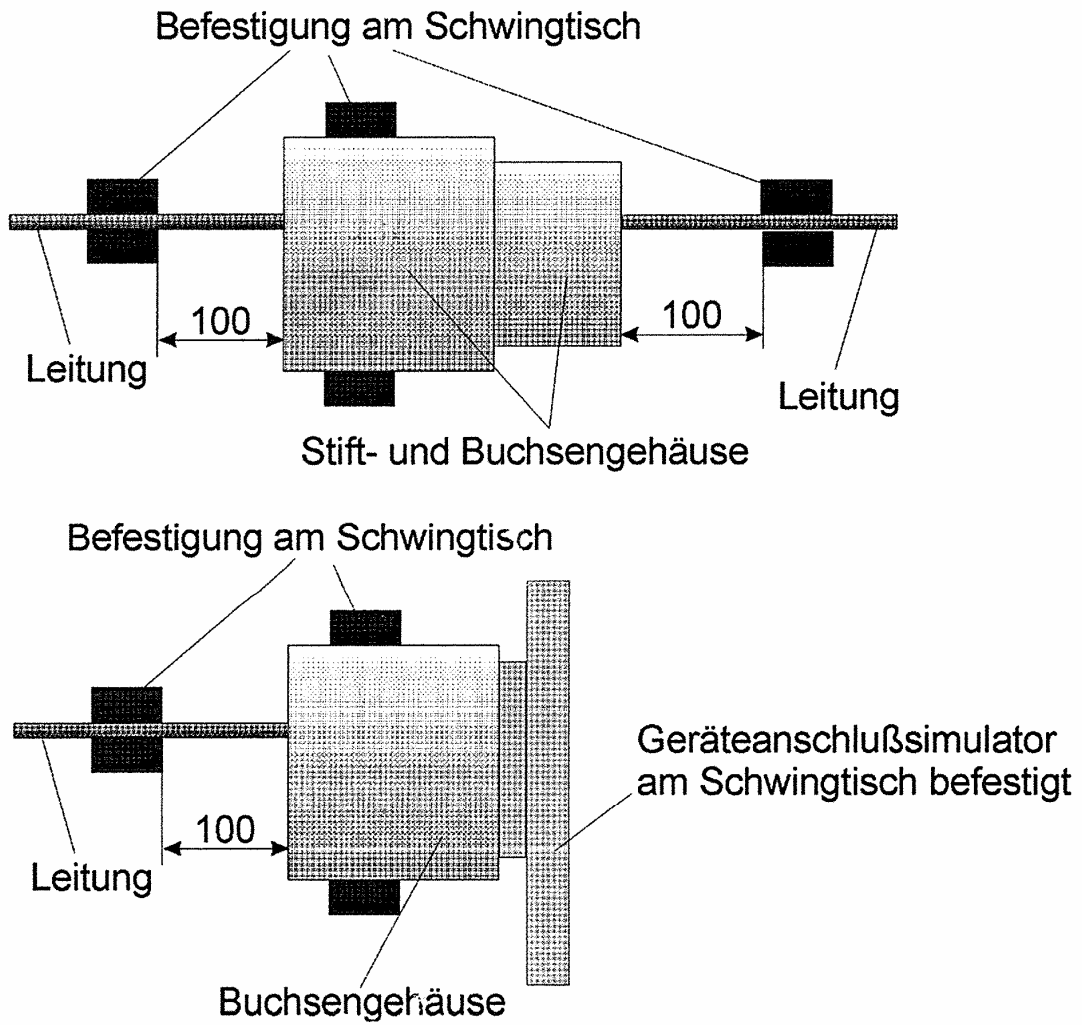 Befestigung am Schwingtisch
100
100
Leitung
Leitung
Stift- und Buchsengehäuse
Befestigung am Schwingtisch
Geräteanschlußsimulator
am Schwingtisch befestigt
100
Leitung
Buchsengehäuse